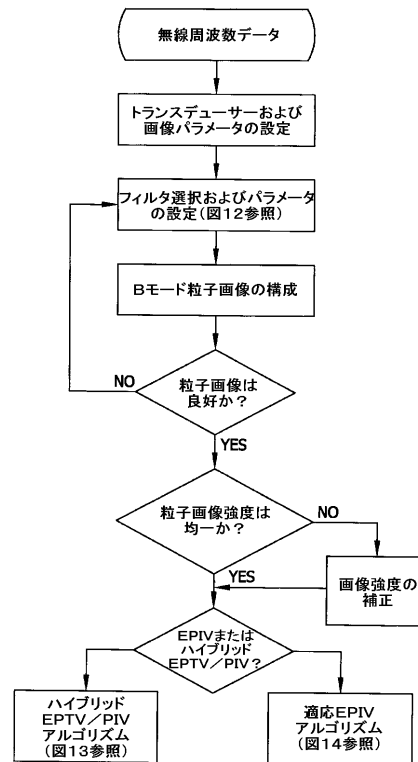 無線周波数データ
トランスデューサーおよび
画像パラメータの設定
フィルタ選択およびパラメータ
の設定(図12参照)
Bモード粒子画像の構成
粒子画像は
良好か?
NO
YES
粒子画像強度は
均一か?
NO
YES
画像強度の
補正
EPIVまたは
ハイブリッド
EPTV/PIV?
ハイブリッド
EPTV/PIV
アルゴリズム
(図13参照)
適応EPIV
アルゴリズム
(図14参照)